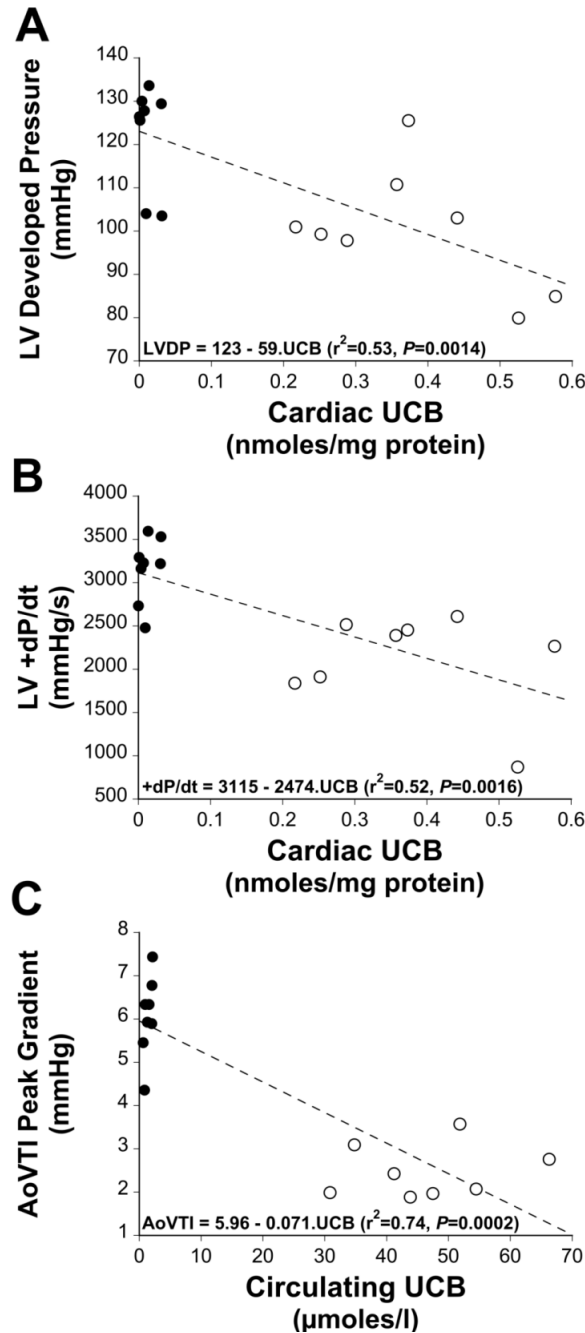 A
LV Developed Pressure
(mmHg)
140
130
120
110
100
90
80
70
LVDP = 123 - 59.UCB (r²=0.53, P=0.0014)
0 0.1 0.2 0.3 0.4 0.5 0.6
Cardiac UCB
(nmoles/mg protein)
B
LV +dP/dt
(mmHg/s)
4000
3500
3000
2500
2000
1500
1000
500
+dP/dt = 3115 - 2474.UCB (r²=0.52, P=0.0016)
0 0.1 0.2 0.3 0.4 0.5 0.6
Cardiac UCB
(nmoles/mg protein)
C
AoVTI Peak Gradient
(mmHg)
8
7
6
5
4
3
2
1
AoVTI = 5.96 - 0.071.UCB (r²=0.74, P=0.0002)
0 10 20 30 40 50 60 70
Circulating UCB
(µmoles/l)